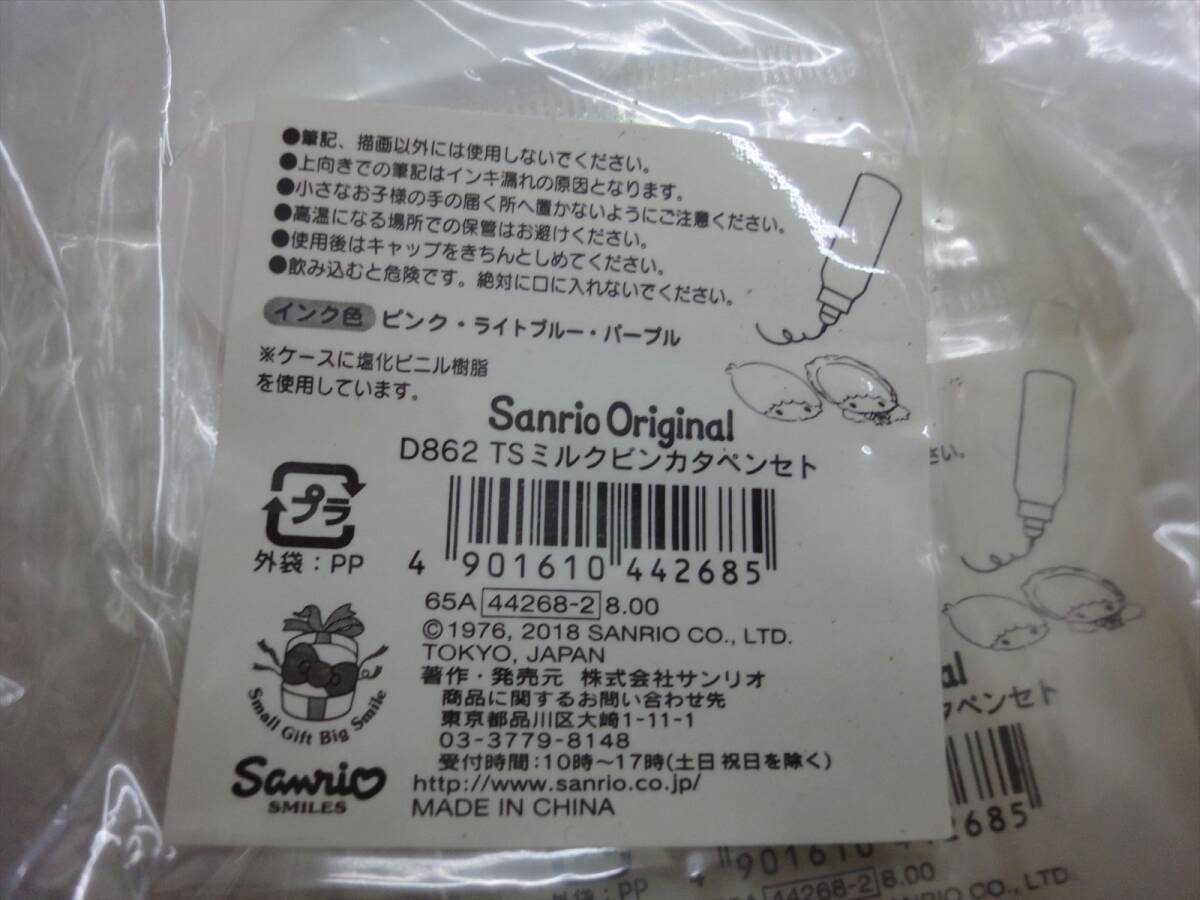 ●筆記、描画以外には使用しないでください。
●上向きでの筆記はインキ漏れの原因となります。
●小さなお子様の手の届く所へ置かないようにご注意ください。
●高温になる場所での保管はお避けください。
●使用後はキャップをきちんとしめてください。
●飲み込むと危険です。絶対に口に入れないでください。
インク色 ピンク・ライトブルー・パープル
※ケースに塩化ビニル樹脂
を使用しています。
Sanrio Original
D862 TSミルクビンカタペンセト
プラ
外袋:PP
4 901610 442685
65A 44268-2 8.00
©1976, 2018 SANRIO CO., LTD.
TOKYO, JAPAN
著作・発売元 株式会社サンリオ
商品に関するお問い合わせ先
東京都品川区大崎1-11-1
03-3779-8148
受付時間:10時~17時(土日祝日を除く)
http://www.sanrio.co.jp/
MADE IN CHINA
Small Gift Big Smile
Sanrio
SMILES
さい。
nal
タペンセト
4 901610 442685
外袋:PP
65A 44268-2 8.00
ANRIO CO., LTD.